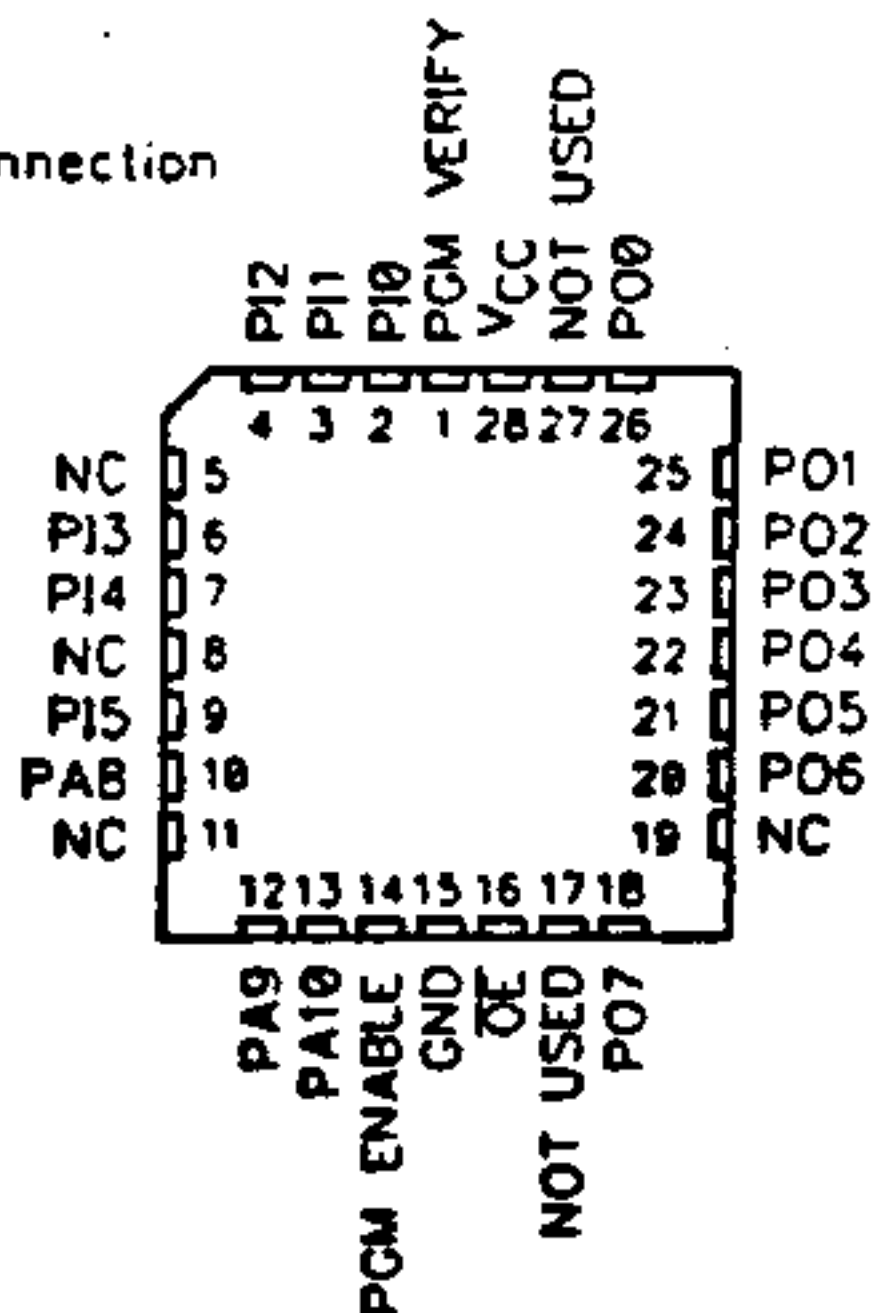 nnection
PI2
PI1
PI0
PGM VERIFY
VCC
NOT USED
PO0
4 3 2 1 28 27 26
NC 5
PI3 6
PI4 7
NC 8
PI5 9
PA8 10
NC 11
25 PO1
24 PO2
23 PO3
22 PO4
21 PO5
20 PO6
19 NC
12 13 14 15 16 17 18
PA9
PA10
PGM ENABLE
GND
O̅E̅
NOT USED
PO7